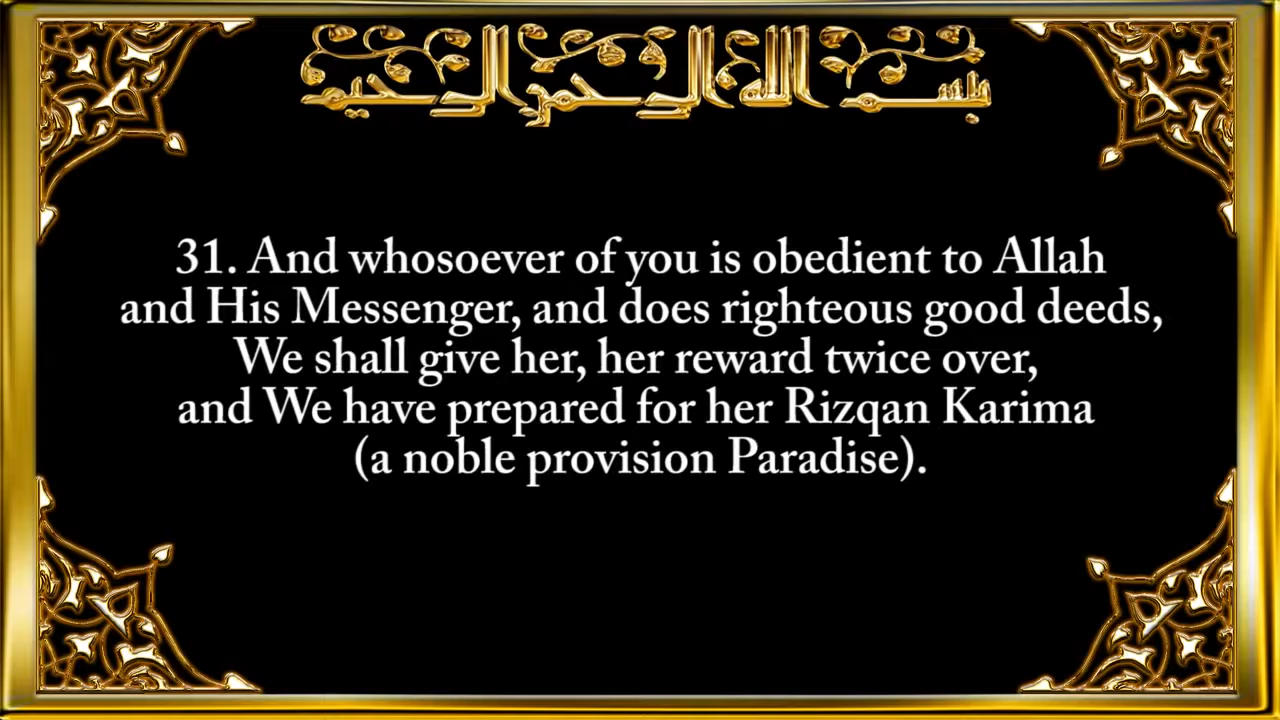 بسم الله الرحمن الرحيم
31. And whosoever of you is obedient to Allah
and His Messenger, and does righteous good deeds,
We shall give her, her reward twice over,
and We have prepared for her Rizqan Karima
(a noble provision Paradise).